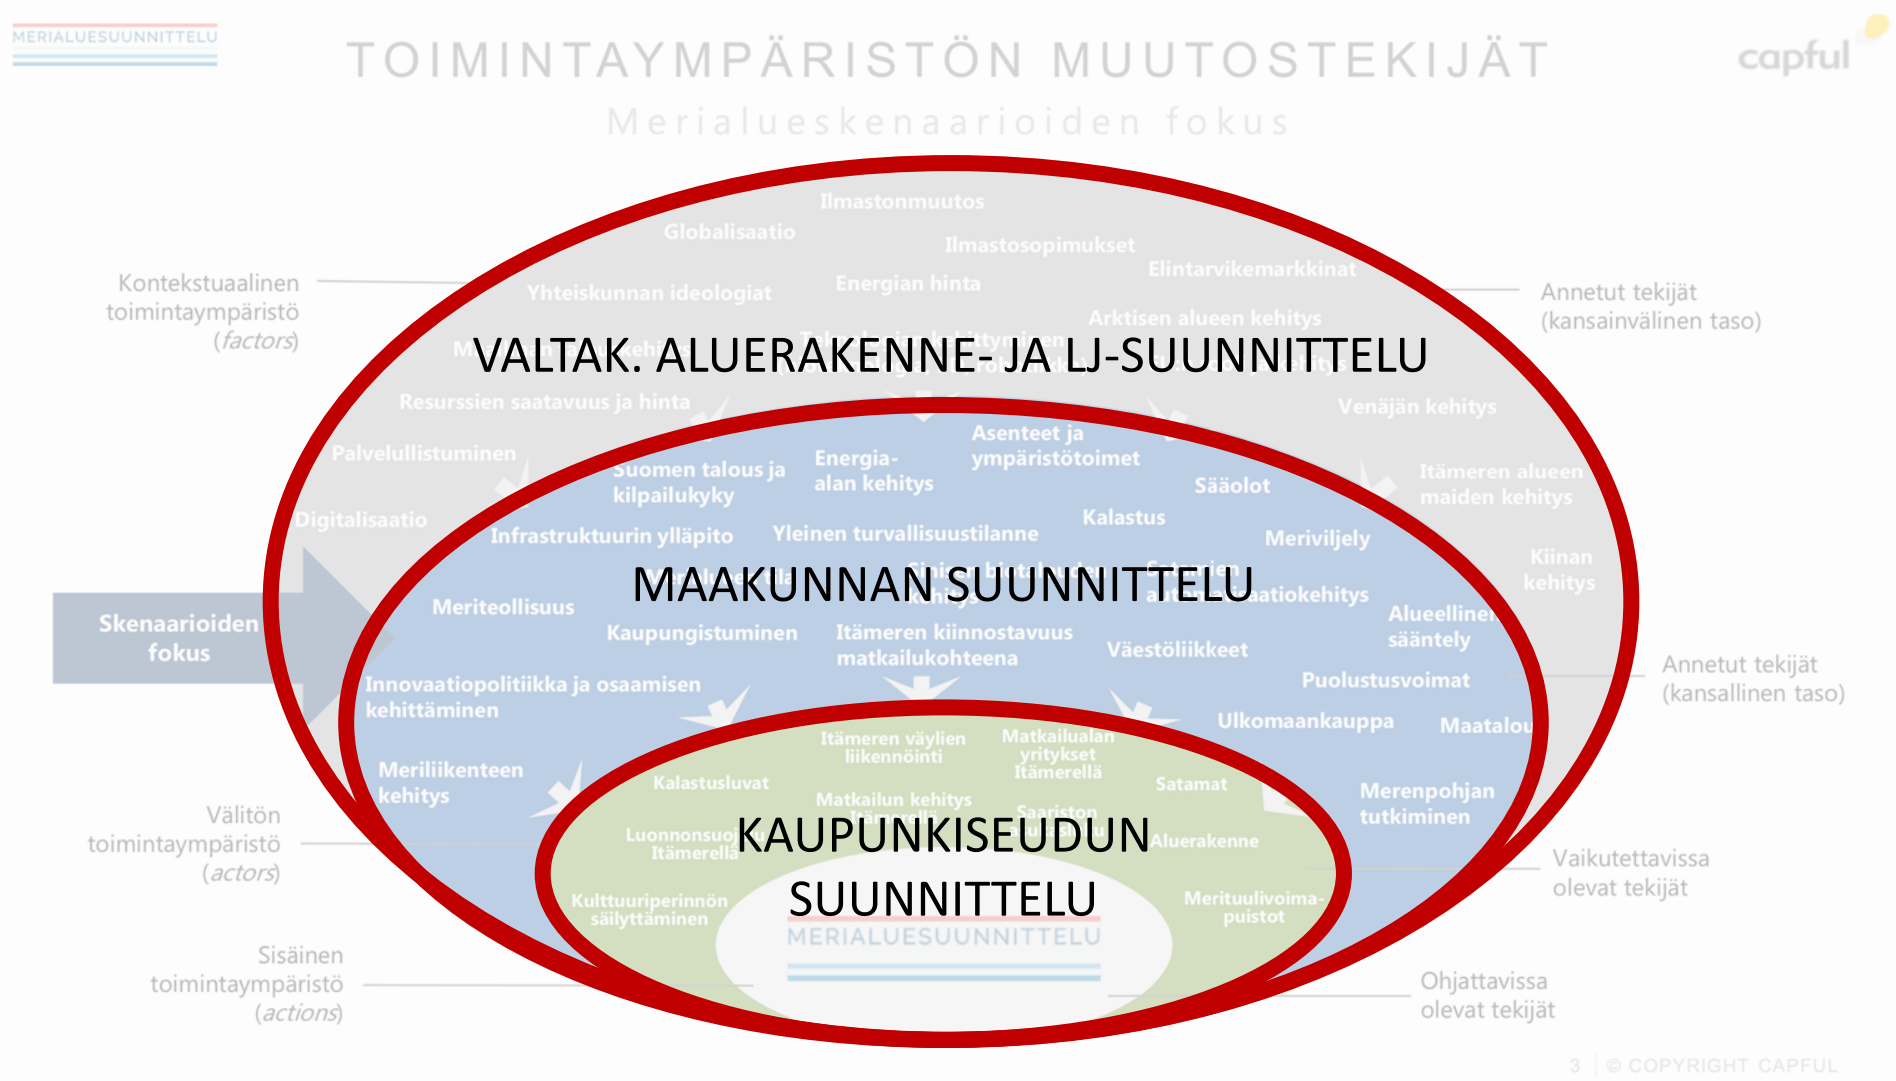 MERIALUESUUNNITTELU
TOIMINTAYMPÄRISTÖN MUUTOSTEKIJÄT
capful
Merialueskenaarioiden fokus
Ilmastonmuutos
Globalisaatio
Ilmastosopimukset
Elintarvikemarkkinat
Energian hinta
Yhteiskunnan ideologiat
Kontekstuaalinen
toimintaympäristö
(factors)
Annetut tekijät
(kansainvälinen taso)
Arktisen alueen kehitys
VALTAK. ALUERAKENNE- JA LJ-SUUNNITTELU
Resurssien saatavuus ja hinta
Venäjän kehitys
Palvelullistuminen
Itämeren alueen
maiden kehitys
Digitalisaatio
Kiinan
kehitys
Asenteet ja
ympäristötoimet
Energia-
alan kehitys
Suomen talous ja
kilpailukyky
Sääolot
Kalastus
Infrastruktuurin ylläpito
Yleinen turvallisuustilanne
Meriviljely
MAAKUNNAN SUUNNITTELU
Meriteollisuus
Alueellinen
sääntely
Skenaarioiden
fokus
Kaupungistuminen
Itämeren kiinnostavuus
matkailukohteena
Väestöliikkeet
Puolustusvoimat
Annetut tekijät
(kansallinen taso)
Innovaatiopolitiikka ja osaamisen
kehittäminen
Ulkomaankauppa
Maatalou
Meriliikenteen
kehitys
Merenpohjan
tutkiminen
Itämeren väylien
liikennöinti
Matkailualan
yritykset
Itämerellä
Kalastusluvat
Satamat
Matkailun kehitys
Välitön
toimintaympäristö
(actors)
Itämerellä
Aluerakenne
KAUPUNKISEUDUN
SUUNNITTELU
Vaikutettavissa
olevat tekijät
Kulttuuriperinnön
säilyttäminen
Merituulivoima-
puistot
MERIALUESUUNNITTELU
Sisäinen
toimintaympäristö
(actions)
Ohjattavissa
olevat tekijät
3 | © COPYRIGHT CAPFUL